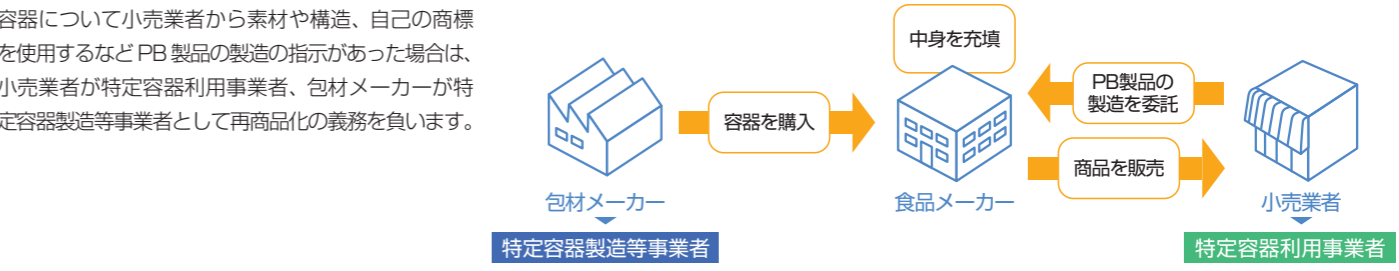 容器について小売業者から素材や構造、自己の商標
を使用するなどPB製品の製造の指示があった場合は、
小売業者が特定容器利用事業者、包材メーカーが特
定容器製造等事業者として再商品化の義務を負います。
中身を充填
容器を購入
PB製品の
製造を委託
商品を販売
包材メーカー
食品メーカー
小売業者
特定容器製造等事業者
特定容器利用事業者